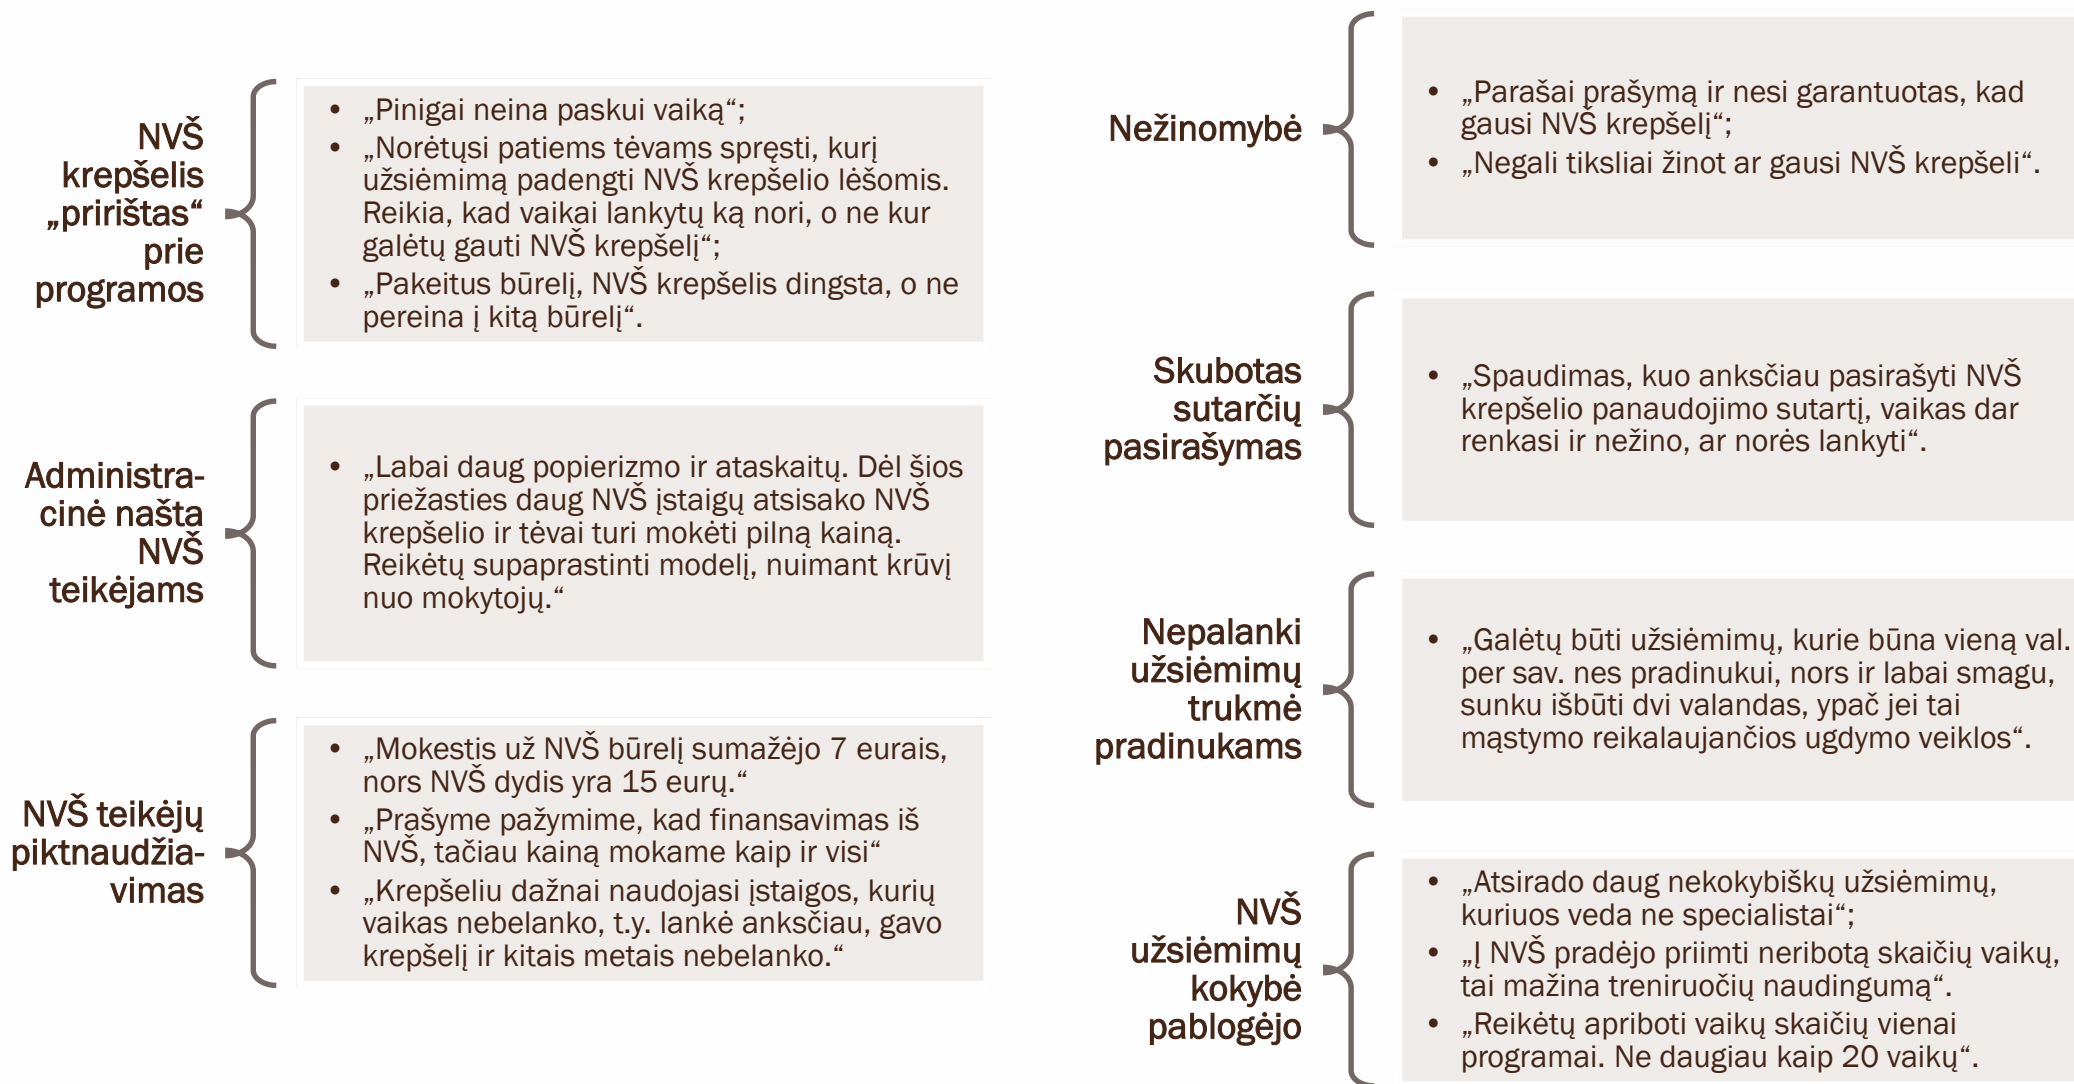 NVŠ
krepšelis
„pririštas“
prie
programos
• „Pinigai neina paskui vaiką“;
• „Norėtųsi patiems tėvams spręsti, kurį
užsiėmimą padengti NVŠ krepšelio lėšomis.
Reikia, kad vaikai lankytų ką nori, o ne kur
galėtų gauti NVŠ krepšelį“;
• „Pakeitus būrelį, NVŠ krepšelis dingsta, o ne
pereina į kitą būrelį“.
Administra-
cinė našta
NVŠ
teikėjams
• „Labai daug popierizmo ir ataskaitų. Dėl šios
priežasties daug NVŠ įstaigų atsisako NVŠ
krepšelio ir tėvai turi mokėti pilną kainą.
Reikėtų supaprastinti modelį, nuimant krūvį
nuo mokytojų.“
NVŠ teikėjų
piktnaudžia-
vimas
• „Mokestis už NVŠ būrelį sumažėjo 7 eurais,
nors NVŠ dydis yra 15 eurų.“
• „Prašyme pažymime, kad finansavimas iš
NVŠ, tačiau kainą mokame kaip ir visi“
• „Krepšeliu dažnai naudojasi įstaigos, kurių
vaikas nebelanko, t.y. lankė anksčiau, gavo
krepšelį ir kitais metais nebelanko.“
Nežinomybė
• „Parašai prašymą ir nesi garantuotas, kad
gausi NVŠ krepšelį“;
• „Negali tiksliai žinot ar gausi NVŠ krepšeli“.
Skubotas
sutarčių
pasirašymas
• „Spaudimas, kuo anksčiau pasirašyti NVŠ
krepšelio panaudojimo sutartį, vaikas dar
renkasi ir nežino, ar norės lankyti“.
Nepalanki
užsiėmimų
trukmė
pradinukams
• „Galėtų būti užsiėmimų, kurie būna vieną val.
per sav. nes pradinukui, nors ir labai smagu,
sunku išbūti dvi valandas, ypač jei tai
mąstymo reikalaujančios ugdymo veiklos“.
NVŠ
užsiėmimų
kokybė
pablogėjo
• „Atsirado daug nekokybiškų užsiėmimų,
kuriuos veda ne specialistai“;
• „Į NVŠ pradėjo priimti neribotą skaičių vaikų,
tai mažina treniruočių naudingumą“.
• „Reikėtų apriboti vaikų skaičių vienai
programai. Ne daugiau kaip 20 vaikų“.